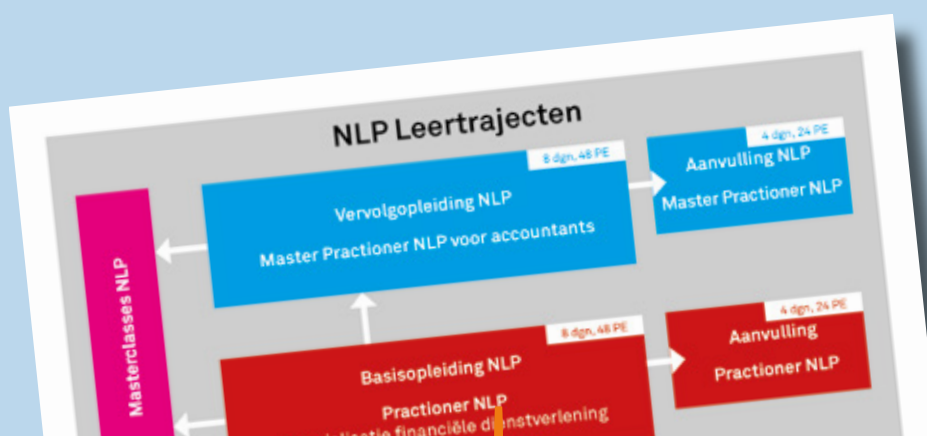 NLP Leertrajecten
8 dgn, 48 PE
Vervolgopleiding NLP
Master Practioner NLP voor accountants
4 dgn, 24 PE
Aanvulling NLP
Master Practioner NLP
Masterclasses NLP
8 dgn, 48 PE
Basisopleiding NLP
Practioner NLP
financiële dienstverlening
4 dgn, 24 PE
Aanvulling
Practioner NLP